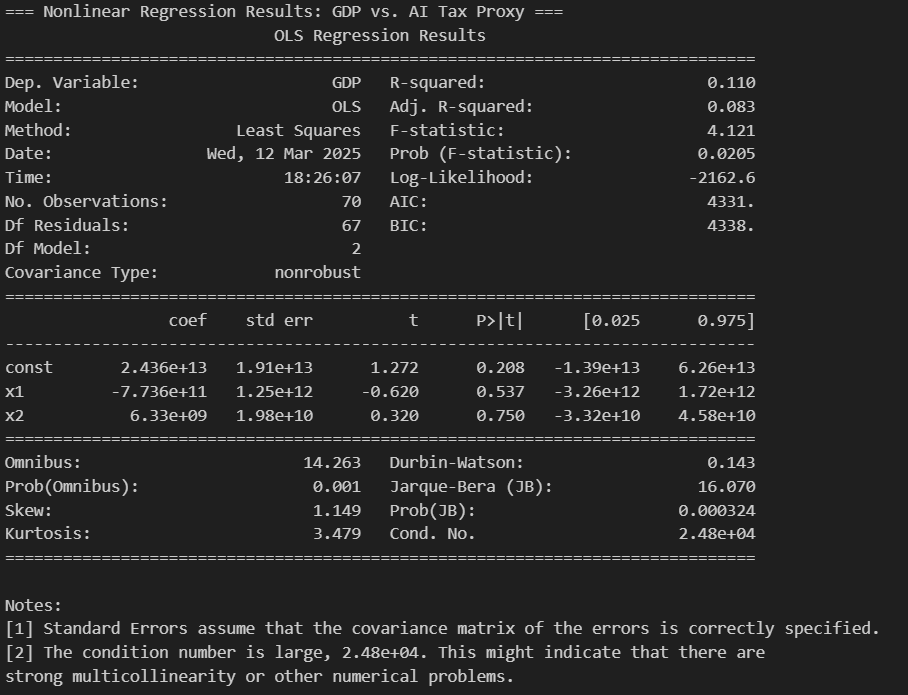 === Nonlinear Regression Results: GDP vs. AI Tax Proxy ===
                            OLS Regression Results
==============================================================================
Dep. Variable:                    GDP   R-squared:                       0.110
Model:                            OLS   Adj. R-squared:                  0.083
Method:                 Least Squares   F-statistic:                     4.121
Date:                Wed, 12 Mar 2025   Prob (F-statistic):             0.0205
Time:                        18:26:07   Log-Likelihood:                -2162.6
No. Observations:                  70   AIC:                             4331.
Df Residuals:                      67   BIC:                             4338.
Df Model:                           2
Covariance Type:            nonrobust
==============================================================================
                 coef    std err          t      P>|t|      [0.025      0.975]
------------------------------------------------------------------------------
const       2.436e+13   1.91e+13      1.272      0.208   -1.39e+13    6.26e+13
x1         -7.736e+11   1.25e+12     -0.620      0.537   -3.26e+12    1.72e+12
x2           6.33e+09   1.98e+10      0.320      0.750   -3.32e+10    4.58e+10
==============================================================================
Omnibus:                       14.263   Durbin-Watson:                   0.143
Prob(Omnibus):                  0.001   Jarque-Bera (JB):               16.070
Skew:                           1.149   Prob(JB):                     0.000324
Kurtosis:                       3.479   Cond. No.                     2.48e+04
==============================================================================
Notes:
[1] Standard Errors assume that the covariance matrix of the errors is correctly specified.
[2] The condition number is large, 2.48e+04. This might indicate that there are
strong multicollinearity or other numerical problems.